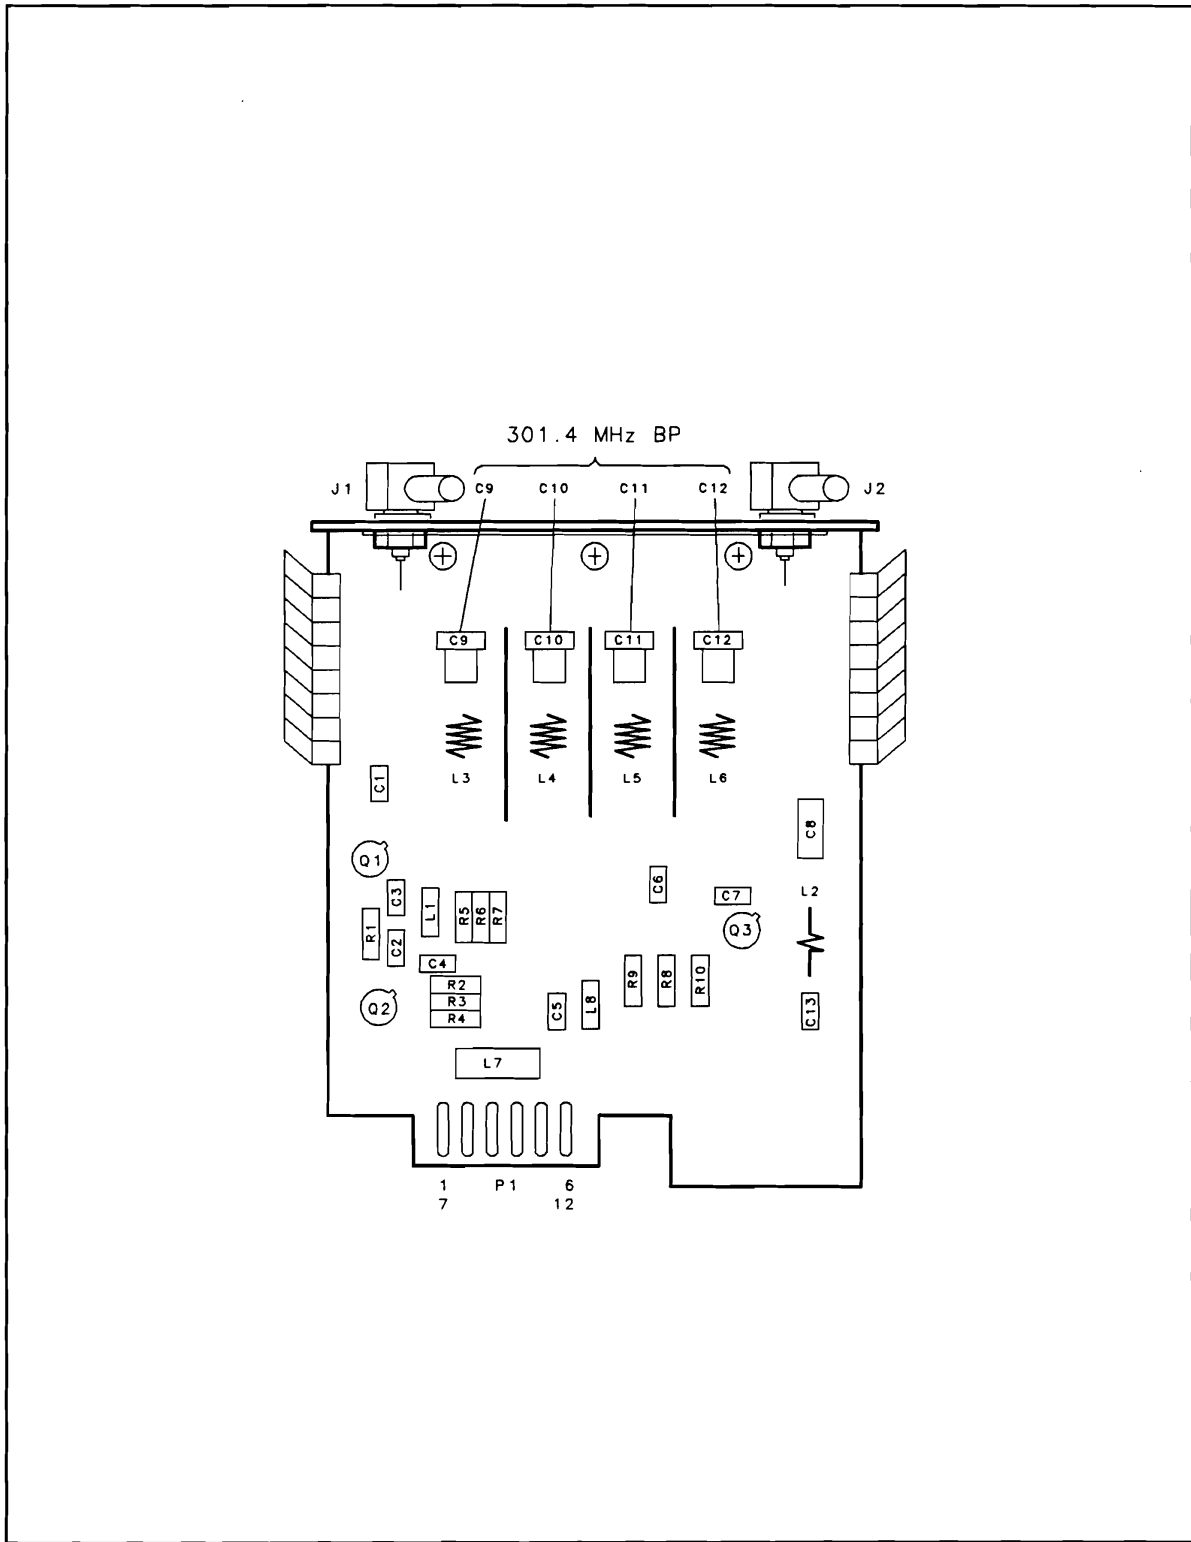 301.4 MHz BP
J1 C9 C10 C11 C12 J2
C9 C10 C11 C12
L3 L4 L5 L6
C1
C8
Q1
C6
C3 L1 R5 R6 R7 C7 L2
R1 Q3
C2
C4
R2 R9 R8 R10
R3
Q2 C5 L8 C13
R4
L7
1 P1 6
7 12